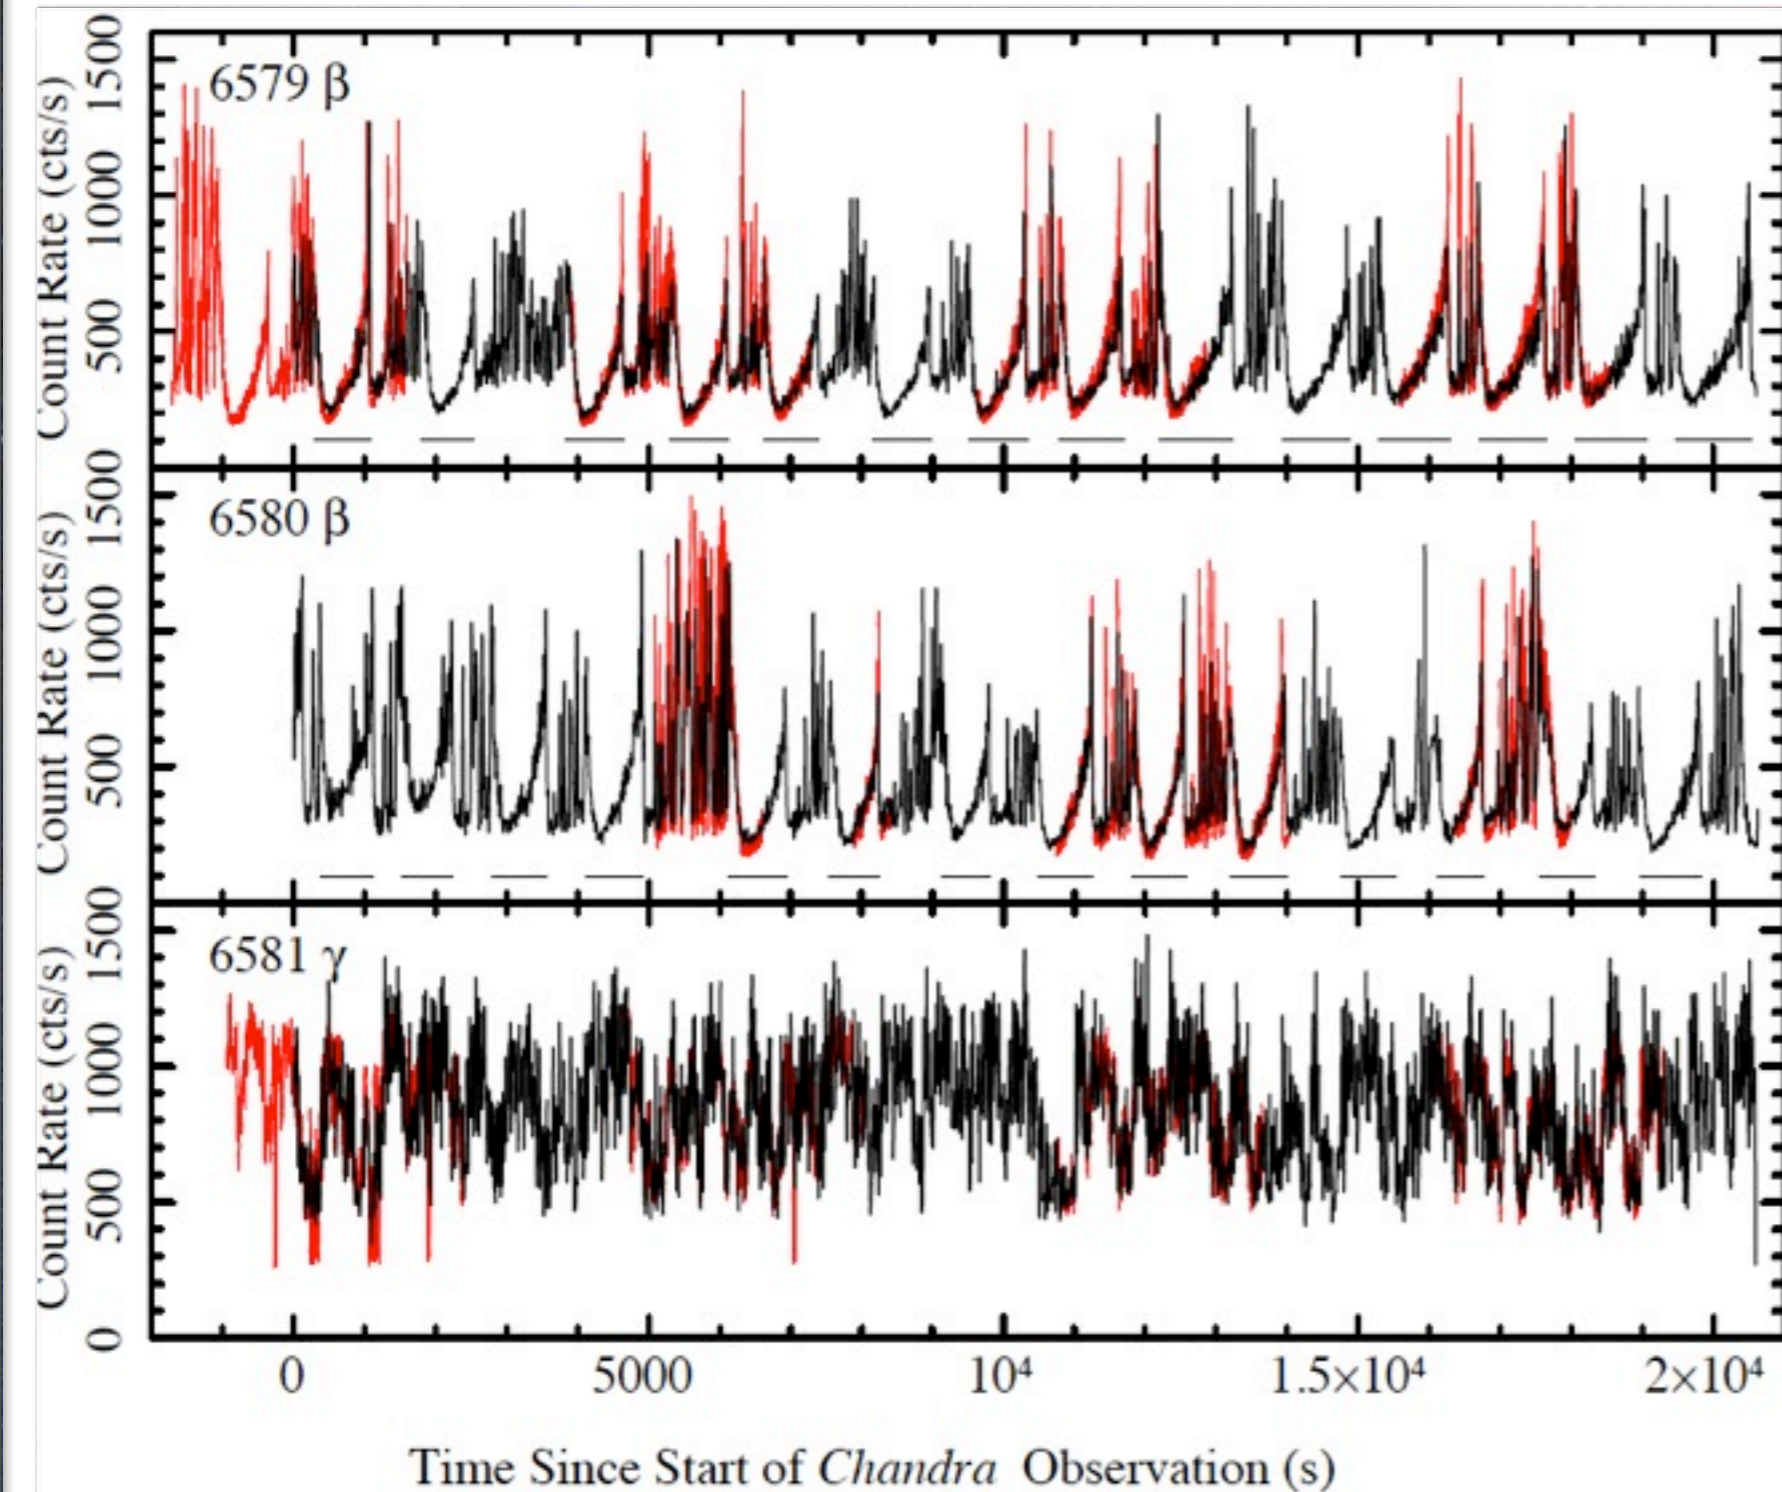 1500
1000
500
Count Rate (cts/s)
6579 β
1500
1000
500
Count Rate (cts/s)
6580 β
1500
1000
500
0
Count Rate (cts/s)
6581 γ
0 5000 10⁴ 1.5×10⁴ 2×10⁴
Time Since Start of Chandra Observation (s)